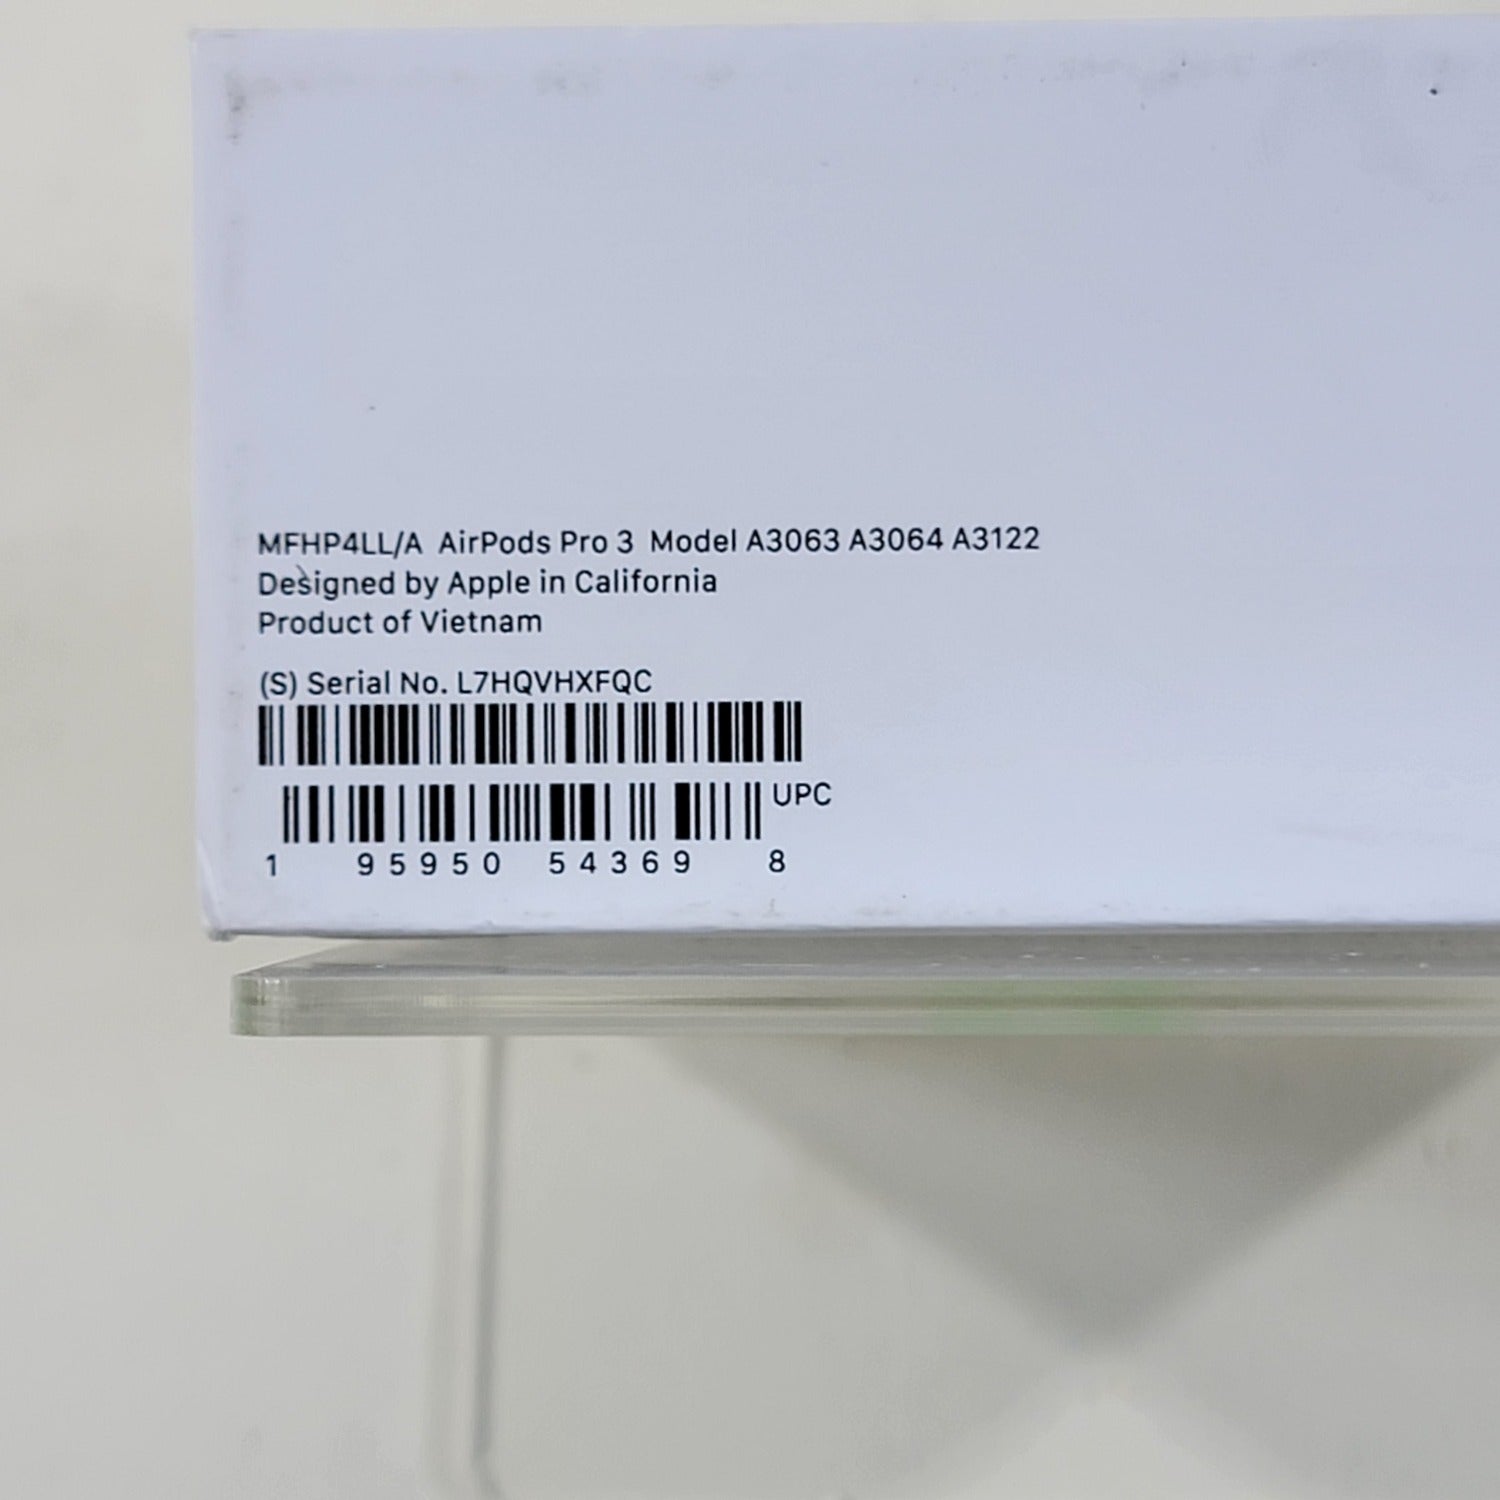 MFHP4LL/A AirPods Pro 3 Model A3063 A3064 A3122
Designed by Apple in California
Product of Vietnam
(S) Serial No. L7HQVHXFQC
UPC
1 95950 54369 8